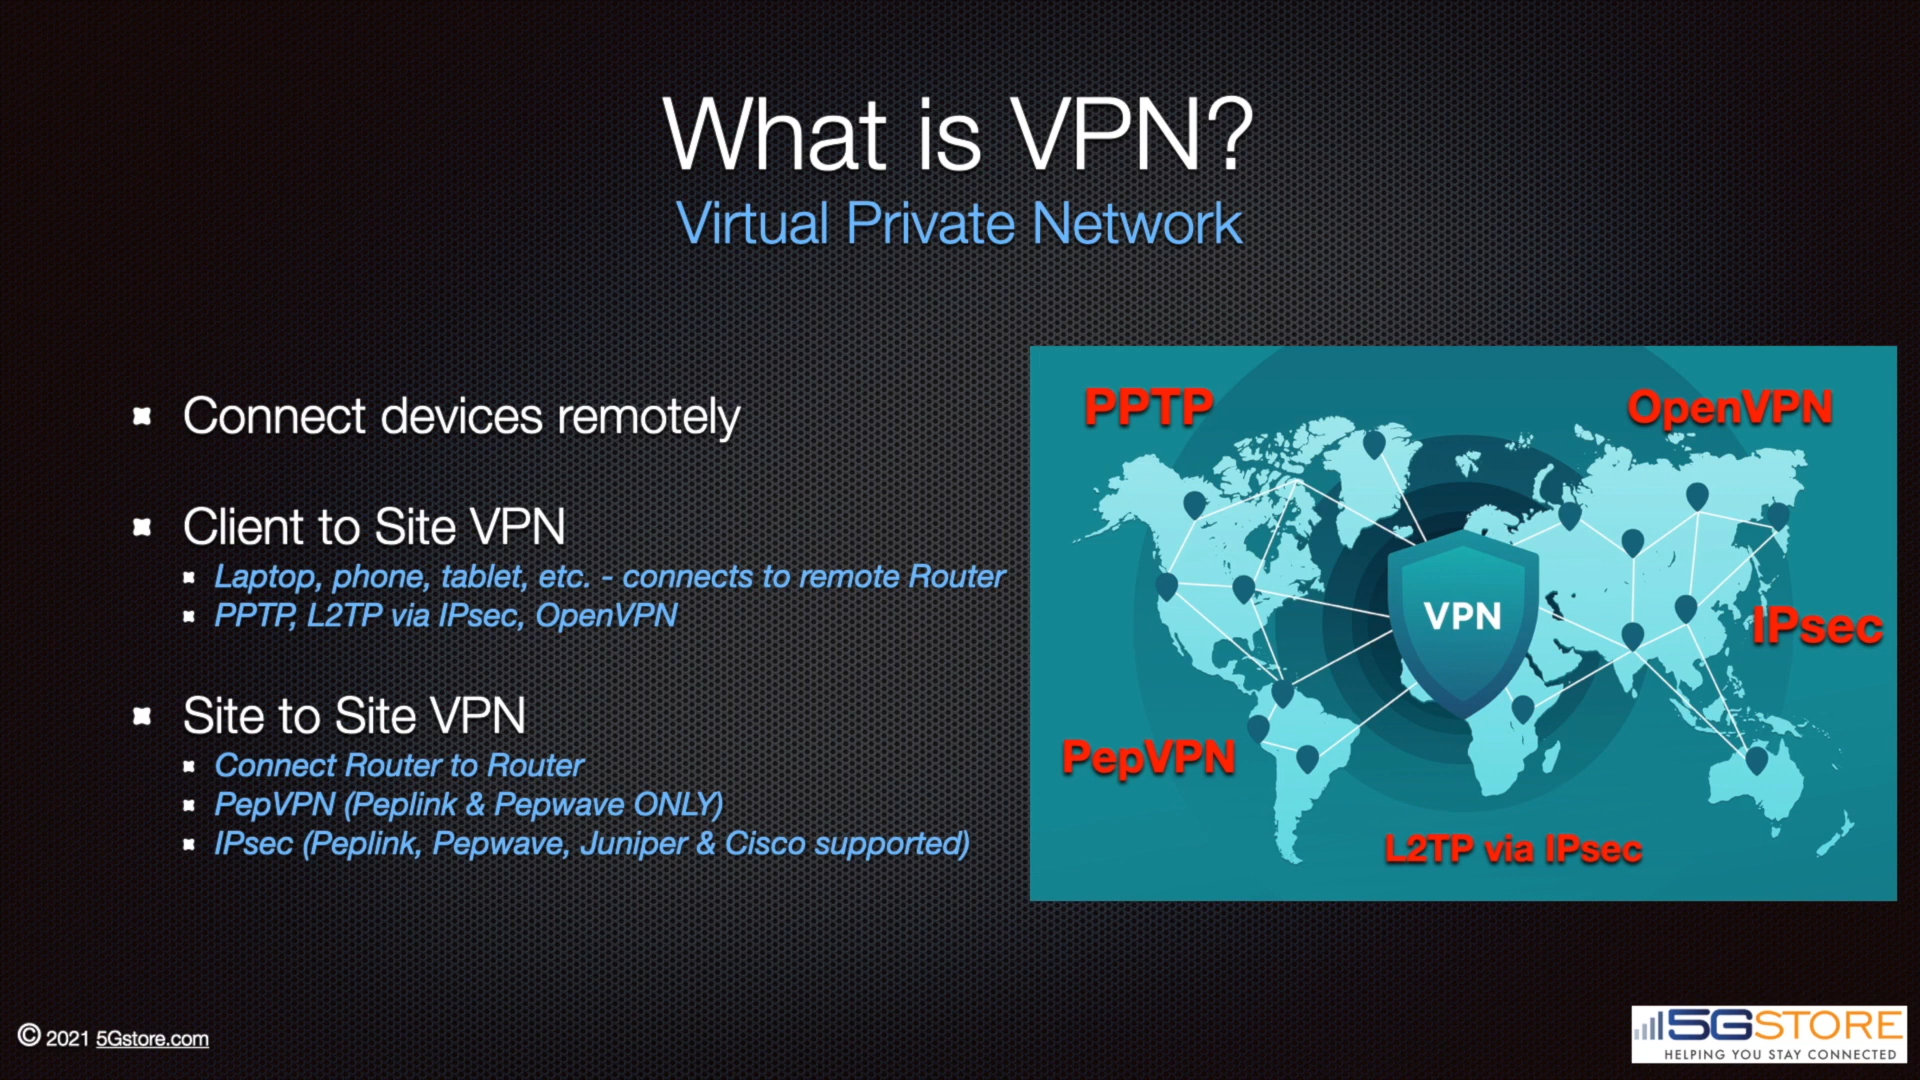 What is VPN?
Virtual Private Network
Connect devices remotely
Client to Site VPN
Laptop, phone, tablet, etc. - connects to remote Router
PPTP, L2TP via IPsec, OpenVPN
Site to Site VPN
Connect Router to Router
PepVPN (Peplink & Pepwave ONLY)
IPsec (Peplink, Pepwave, Juniper & Cisco supported)
PPTP
OpenVPN
VPN
IPsec
PepVPN
L2TP via IPsec
© 2021 5Gstore.com
5GSTORE
HELPING YOU STAY CONNECTED